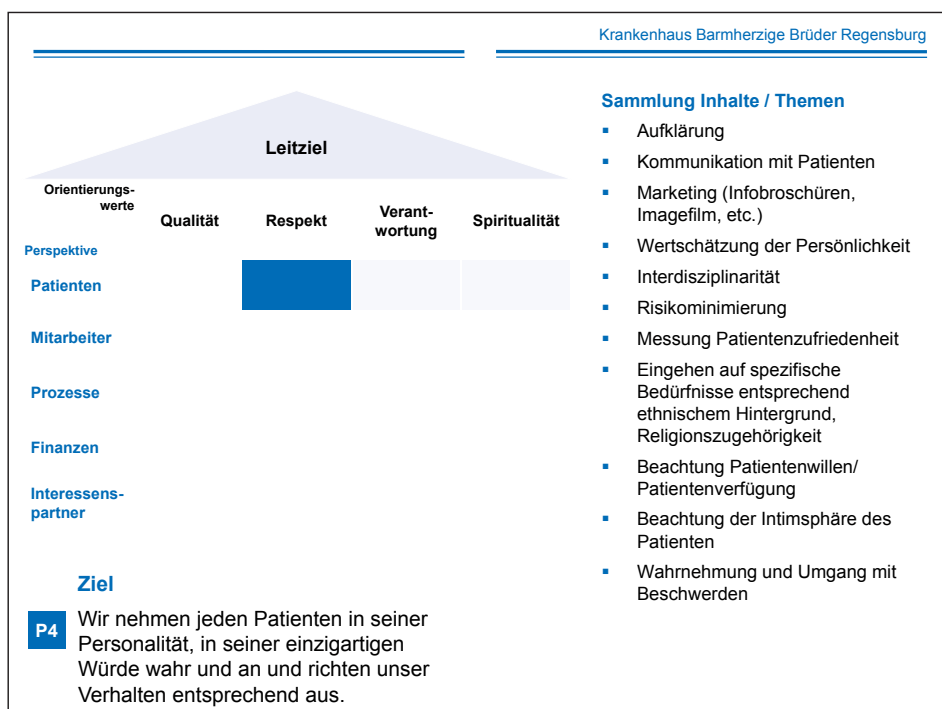 Krankenhaus Barmherzige Brüder Regensburg
Leitziel
Orientierungs-
werte
Qualität
Respekt
Verant-
wortung
Spiritualität
Perspektive
Patienten
Mitarbeiter
Prozesse
Finanzen
Interessens-
partner
Ziel
P4
Wir nehmen jeden Patienten in seiner
Personalität, in seiner einzigartigen
Würde wahr und an und richten unser
Verhalten entsprechend aus.
Sammlung Inhalte / Themen
▪ Aufklärung
▪ Kommunikation mit Patienten
▪ Marketing (Infobroschüren,
Imagefilm, etc.)
▪ Wertschätzung der Persönlichkeit
▪ Interdisziplinarität
▪ Risikominimierung
▪ Messung Patientenzufriedenheit
▪ Eingehen auf spezifische
Bedürfnisse entsprechend
ethnischem Hintergrund,
Religionszugehörigkeit
▪ Beachtung Patientenwillen/
Patientenverfügung
▪ Beachtung der Intimsphäre des
Patienten
▪ Wahrnehmung und Umgang mit
Beschwerden